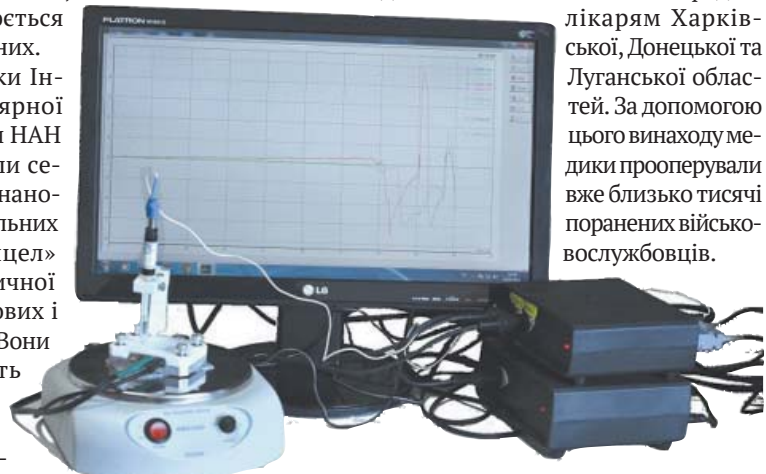 ється
них.
ки Ін-
ярної
и НАН
ли се-
нано-
льних
цел»
ичної
ових і
Вони
ть
лікарям Харків-
ської, Донецької та
Луганської облас-
тей. За допомогою
цього винаходу ме-
дики прооперували
вже близько тисячі
поранених військо-
вослужбовців.
FLATRON
LG